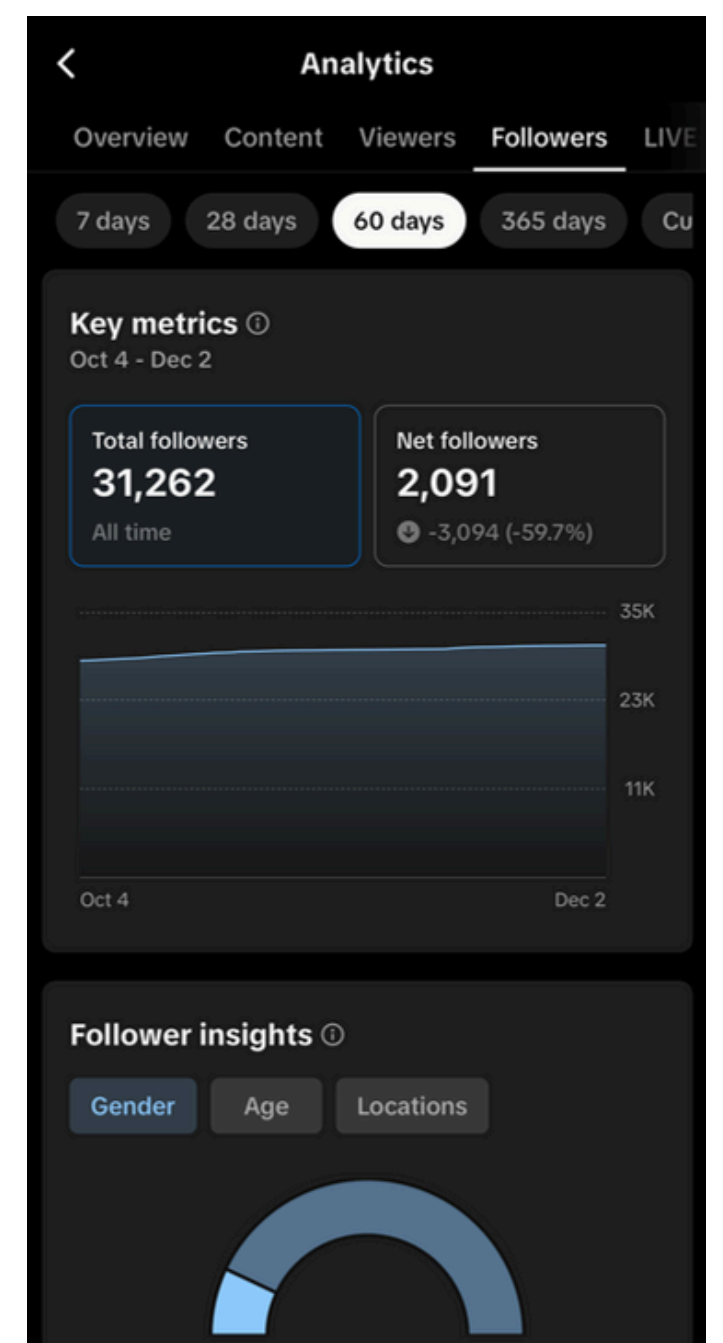 Analytics
Overview Content Viewers Followers LIVE
7 days 28 days 60 days 365 days Cu
Key metrics
Oct 4 - Dec 2
Total followers Net followers
31,262 2,091
All time -3,094 (-59.7%)
35K
23K
11K
Oct 4 Dec 2
Follower insights
Gender Age Locations